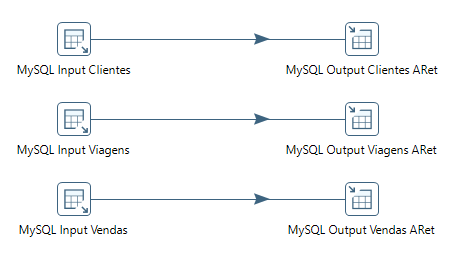 MySQL Input Clientes
MySQL Output Clientes ARet
MySQL Input Viagens
MySQL Output Viagens ARet
MySQL Input Vendas
MySQL Output Vendas ARet